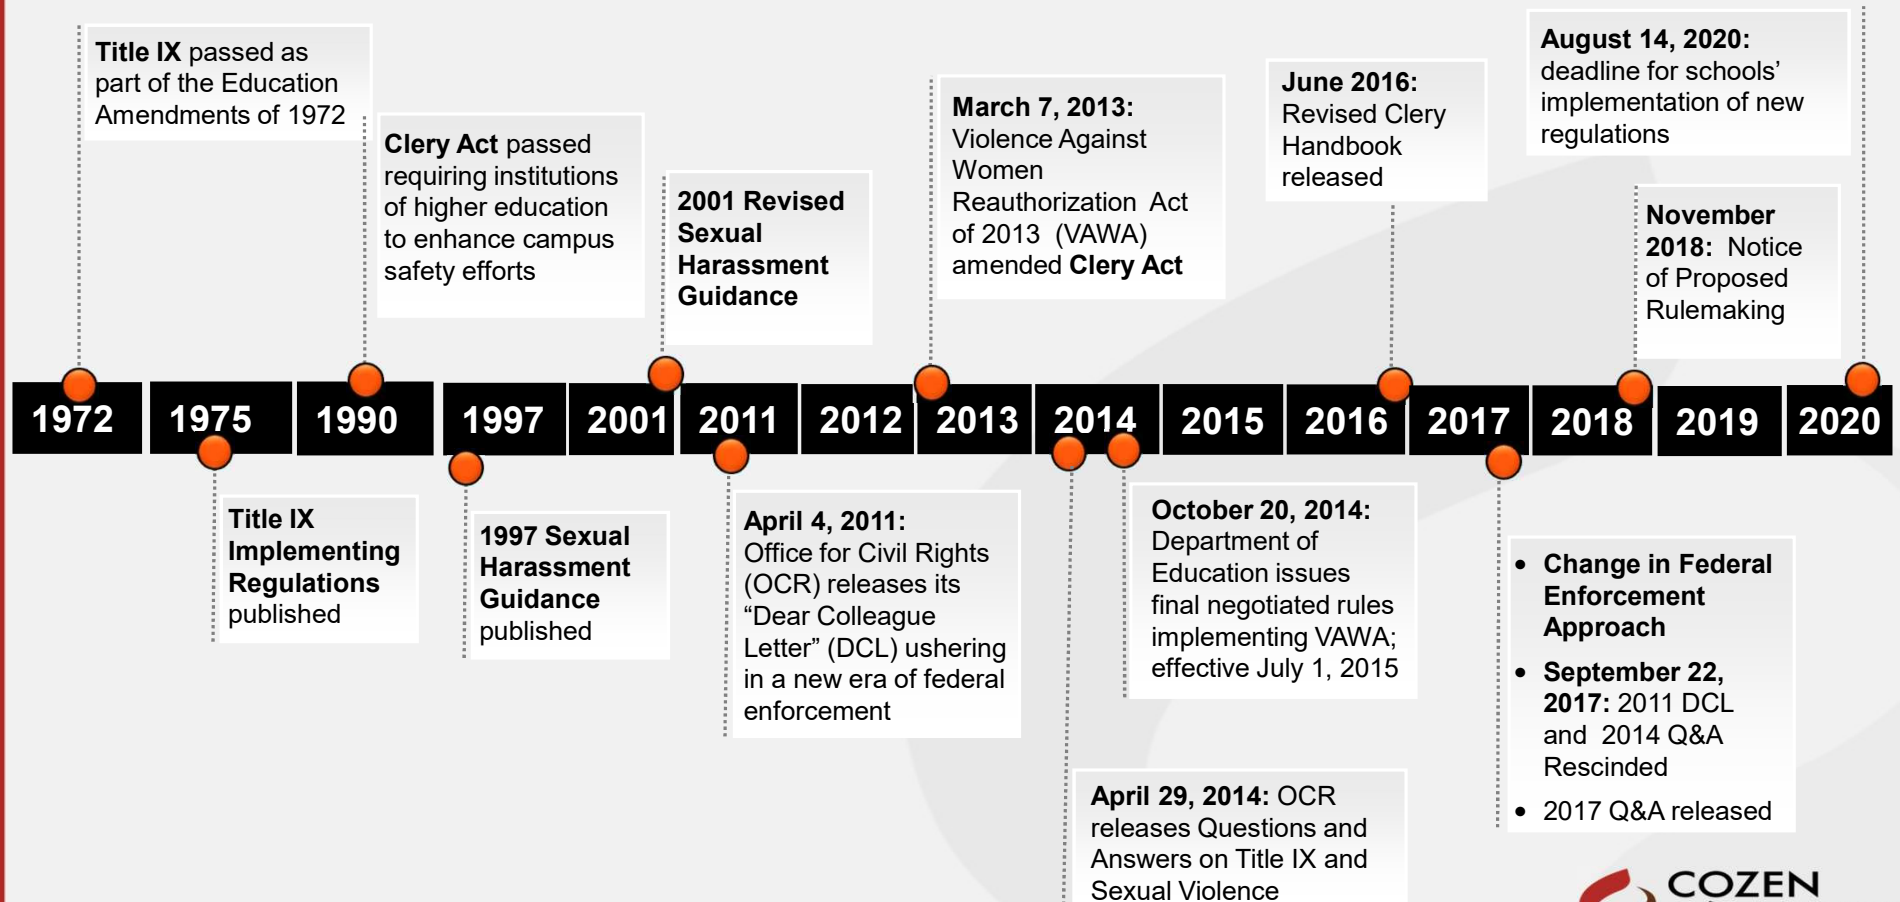 Title IX passed as
part of the Education
Amendments of 1972
Clery Act passed
requiring institutions
of higher education
to enhance campus
safety efforts
2001 Revised
Sexual
Harassment
Guidance
March 7, 2013:
Violence Against
Women
Reauthorization Act
of 2013 (VAWA)
amended Clery Act
June 2016:
Revised Clery
Handbook
released
August 14, 2020:
deadline for schools’
implementation of new
regulations
November
2018: Notice
of Proposed
Rulemaking
1972 1975 1990 1997 2001 2011 2012 2013 2014 2015 2016 2017 2018 2019 2020
Title IX
Implementing
Regulations
published
1997 Sexual
Harassment
Guidance
published
April 4, 2011:
Office for Civil Rights
(OCR) releases its
“Dear Colleague
Letter” (DCL) ushering
in a new era of federal
enforcement
October 20, 2014:
Department of
Education issues
final negotiated rules
implementing VAWA;
effective July 1, 2015
April 29, 2014: OCR
releases Questions and
Answers on Title IX and
Sexual Violence
• Change in Federal
Enforcement
Approach
• September 22,
2017: 2011 DCL
and 2014 Q&A
Rescinded
• 2017 Q&A released
COZEN